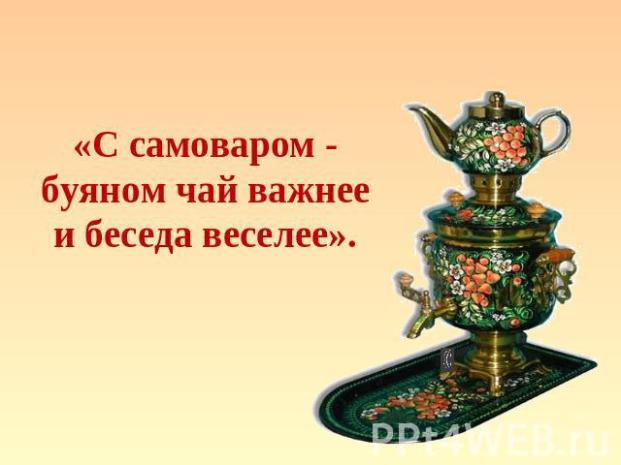 «С самоваром -
буяном чай важнее
и беседа веселее».
PPt4WEB.ru